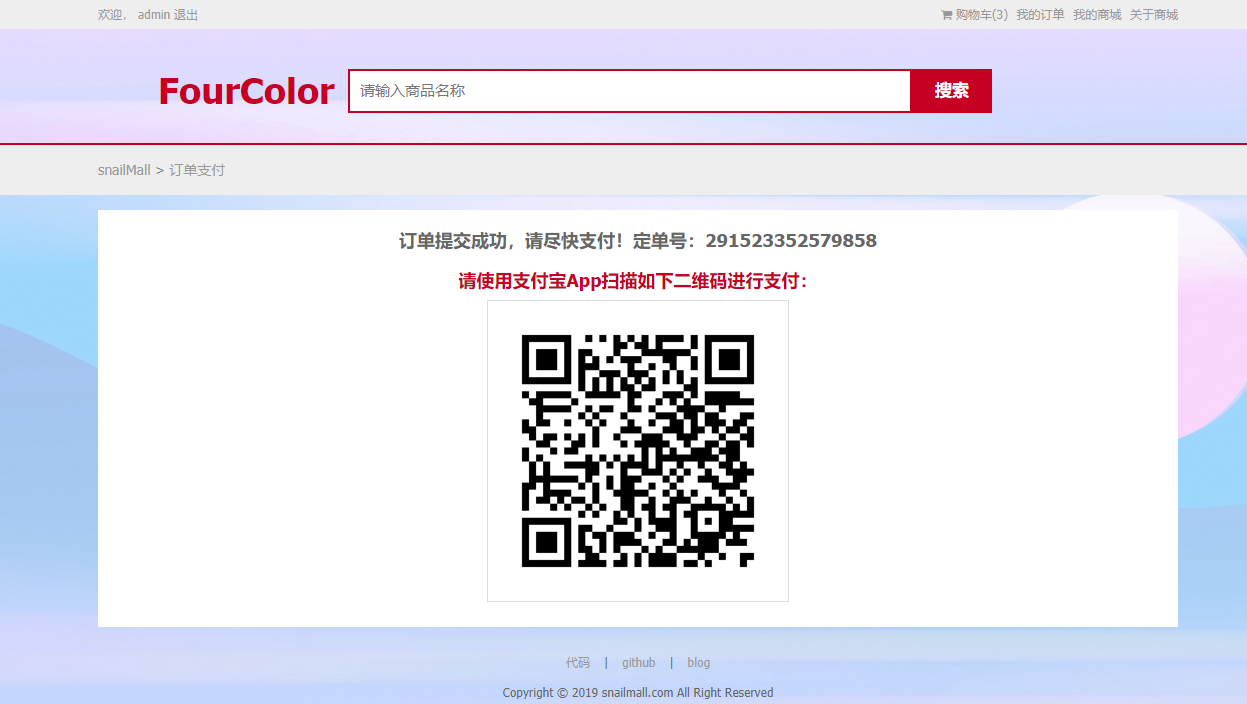 欢迎， admin 退出
购物车(3) 我的订单 我的商城 关于商城
FourColor
请输入商品名称
搜索
snailMall > 订单支付
订单提交成功，请尽快支付！定单号：291523352579858
请使用支付宝App扫描如下二维码进行支付：
代码 | github | blog
Copyright © 2019 snailmall.com All Right Reserved